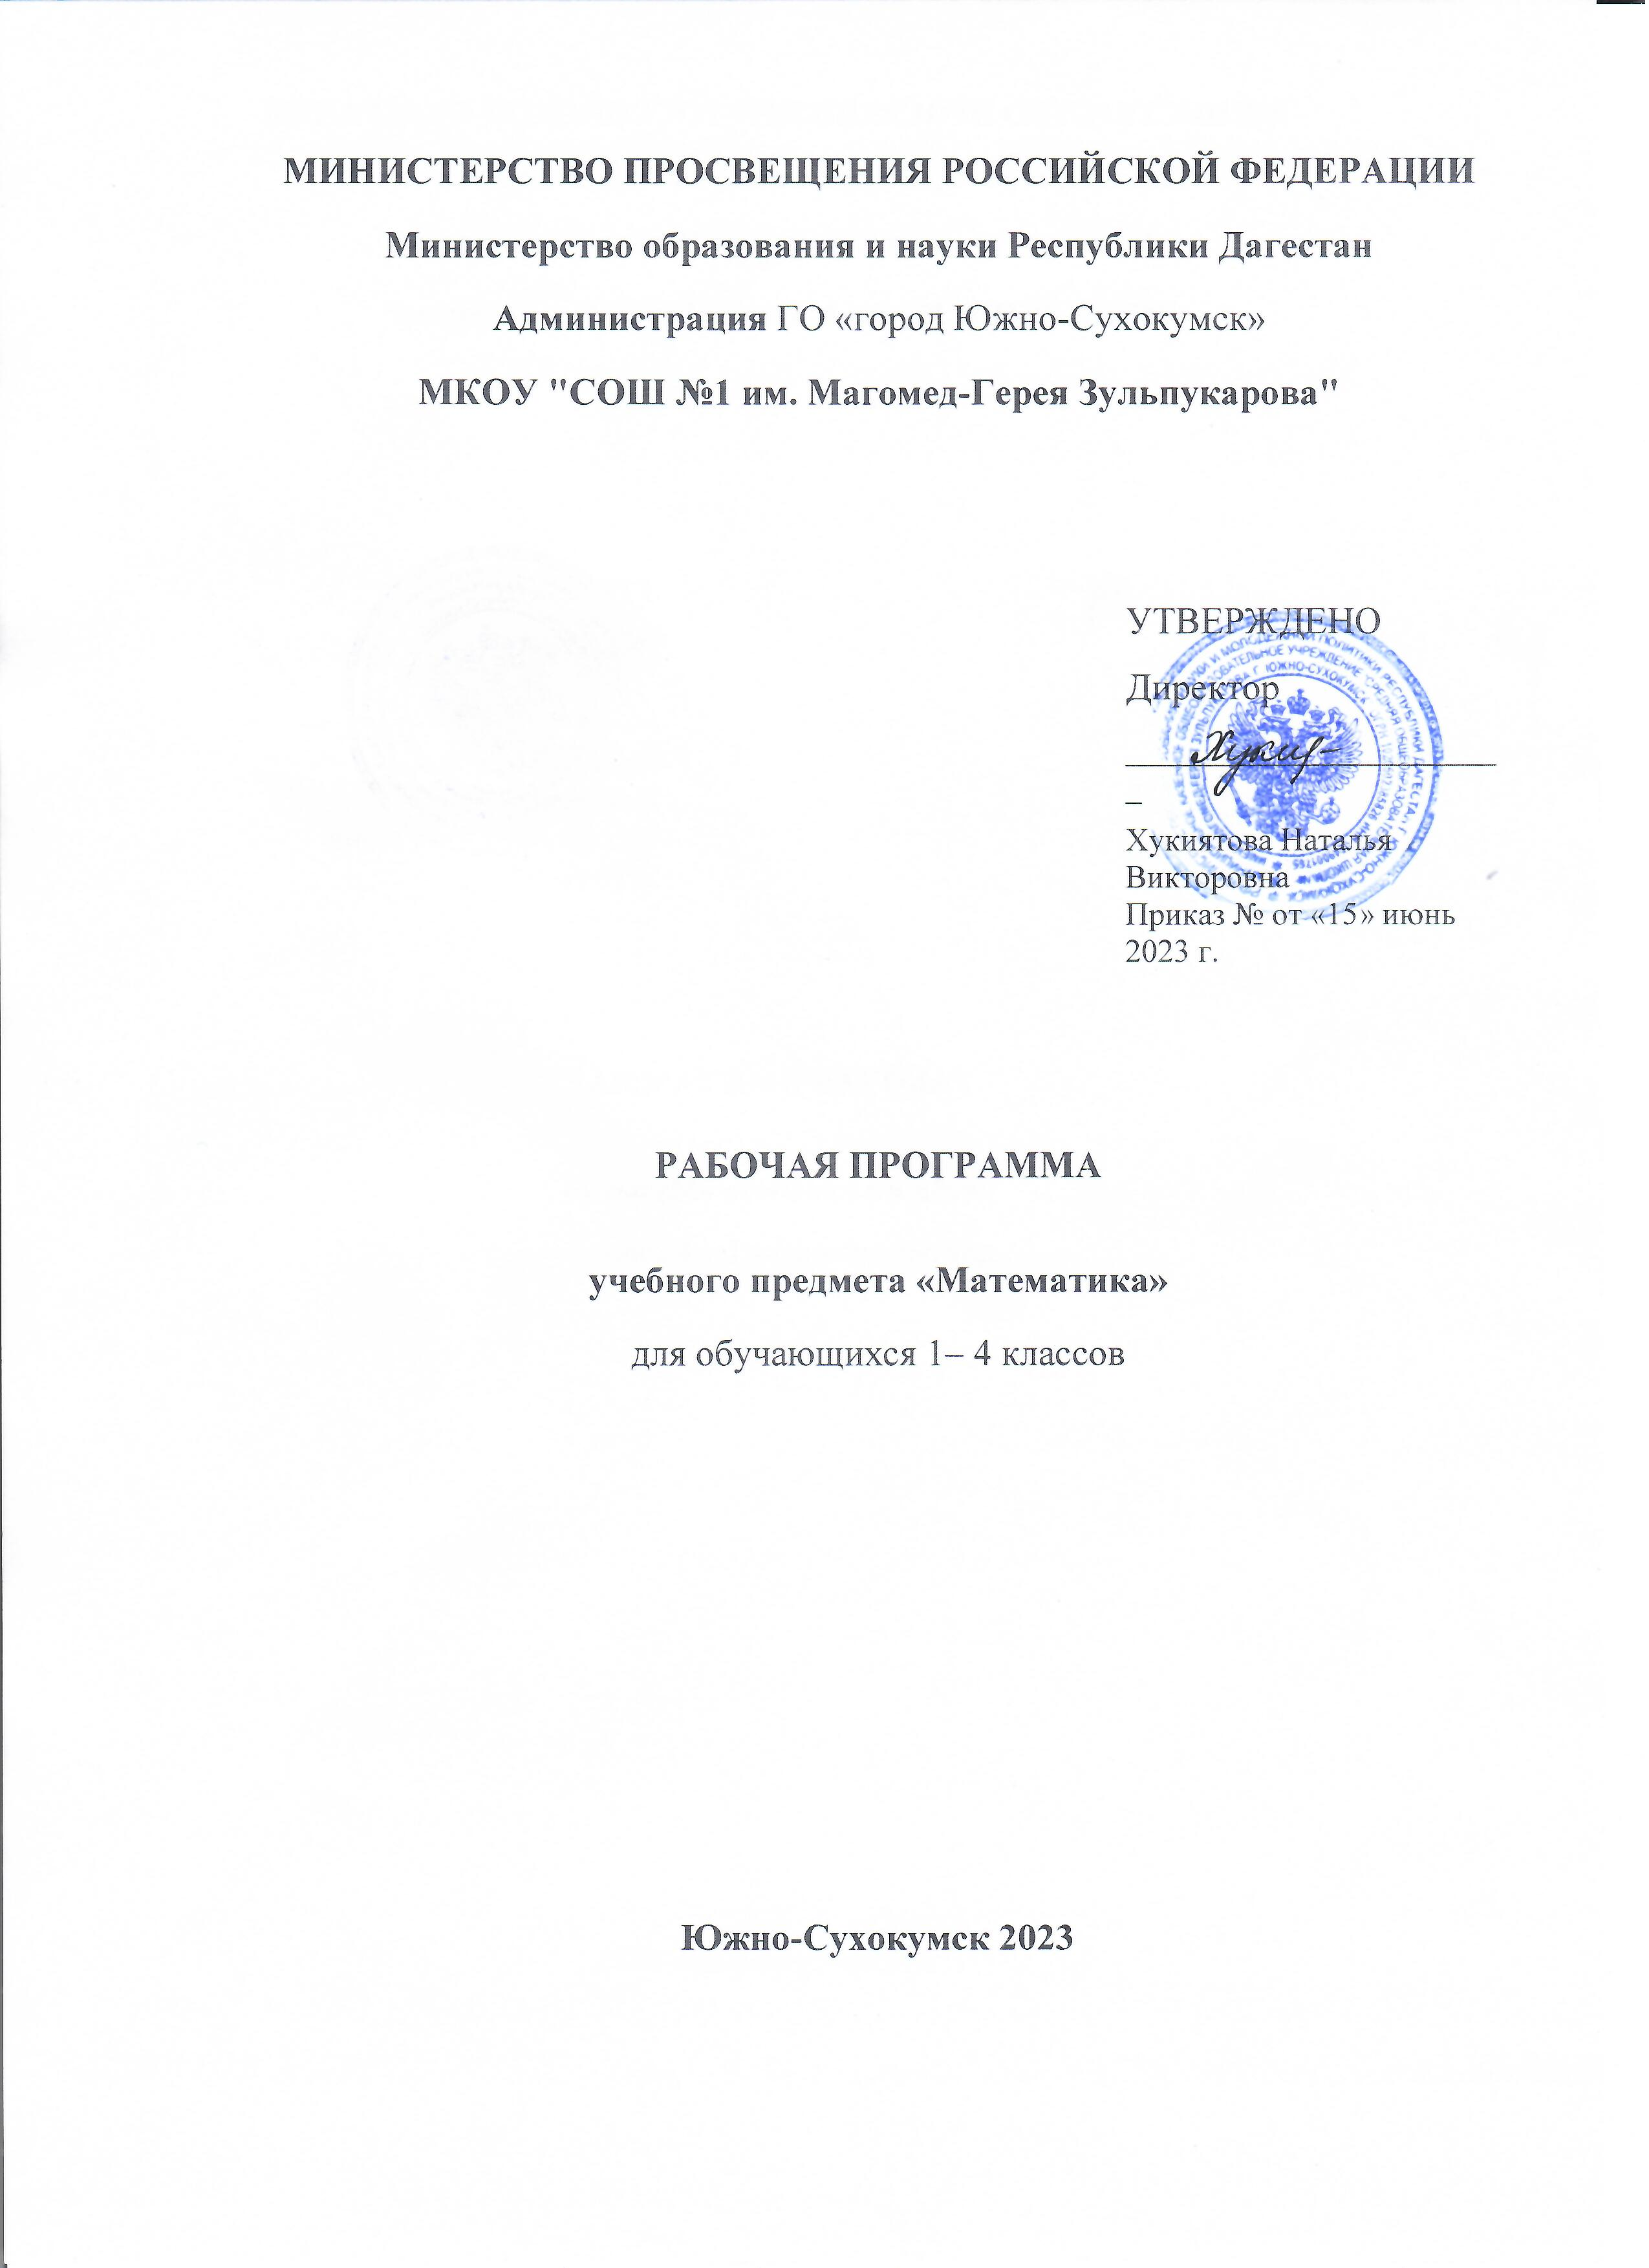 МИНИСТЕРСТВО ПРОСВЕЩЕНИЯ РОССИЙСКОЙ ФЕДЕРАЦИИ
Министерство образования и науки Республики Дагестан
Администрация ГО «город Южно-Сухокумск»
МКОУ "СОШ №1 им. Магомед-Герея Зульпукарова"
УТВЕРЖДЕНО
Директор
_
Хукиятова Наталья
Викторовна
Приказ № от «15» июнь
2023 г.
РАБОЧАЯ ПРОГРАММА
учебного предмета «Математика»
для обучающихся 1– 4 классов
Южно-Сухокумск 2023